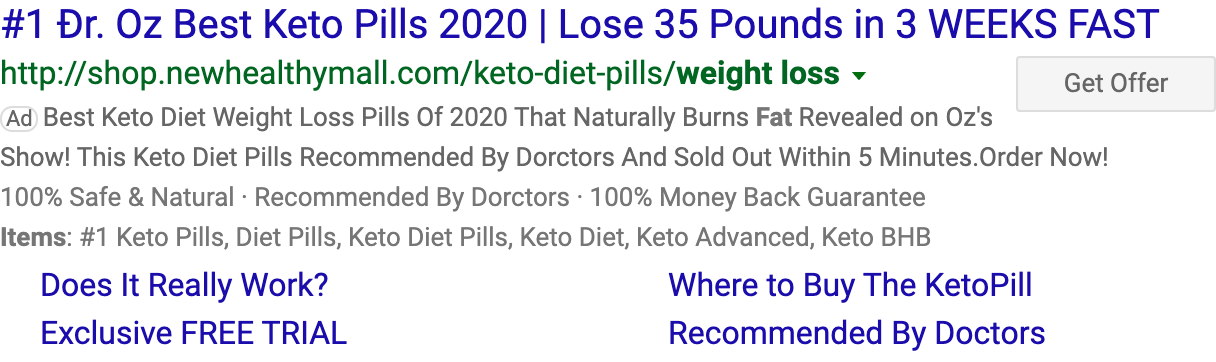 #1 Ðr. Oz Best Keto Pills 2020 | Lose 35 Pounds in 3 WEEKS FAST
http://shop.newhealthymall.com/keto-diet-pills/weight loss
Get Offer
Ad Best Keto Diet Weight Loss Pills Of 2020 That Naturally Burns Fat Revealed on Oz's
Show! This Keto Diet Pills Recommended By Dorctors And Sold Out Within 5 Minutes.Order Now!
100% Safe & Natural · Recommended By Dorctors · 100% Money Back Guarantee
Items: #1 Keto Pills, Diet Pills, Keto Diet Pills, Keto Diet, Keto Advanced, Keto BHB
Does It Really Work?
Where to Buy The KetoPill
Exclusive FREE TRIAL
Recommended By Doctors